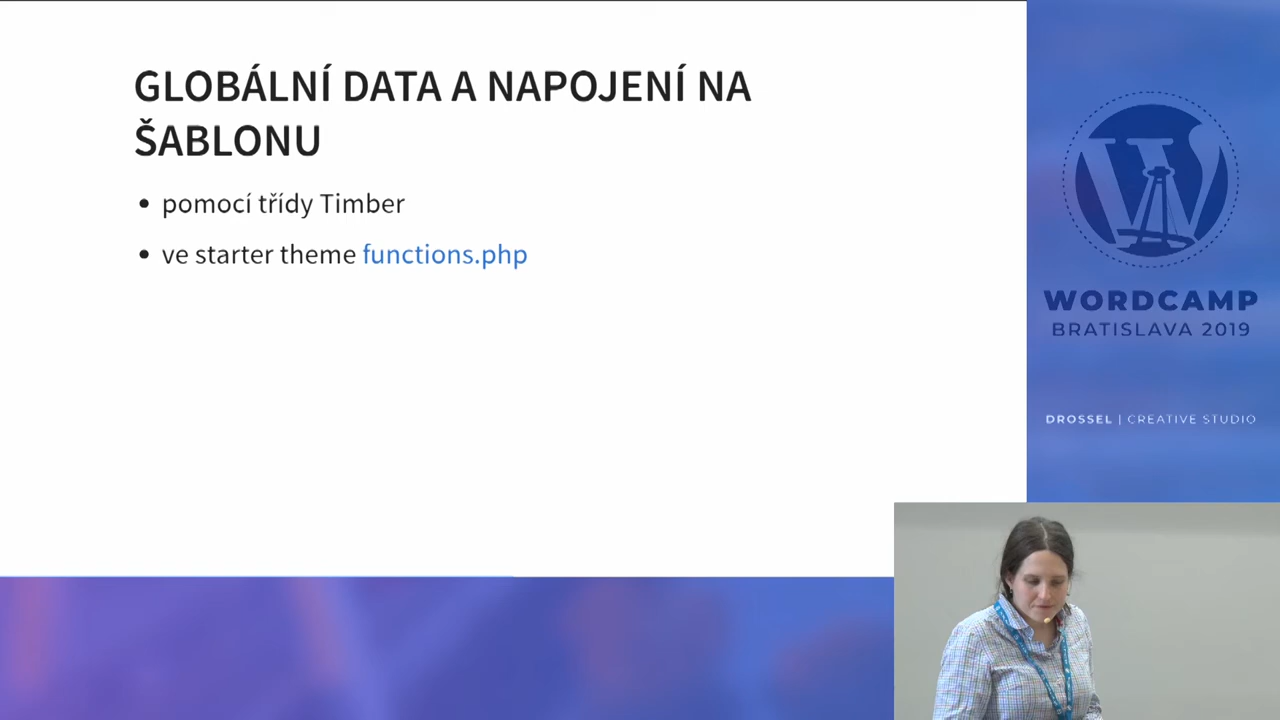 GLOBÁLNÍ DATA A NAPOJENÍ NA
ŠABLONU
• pomocí třídy Timber
• ve starter theme functions.php
WORDCAMP
BRATISLAVA 2019
DROSSEL | CREATIVE STUDIO